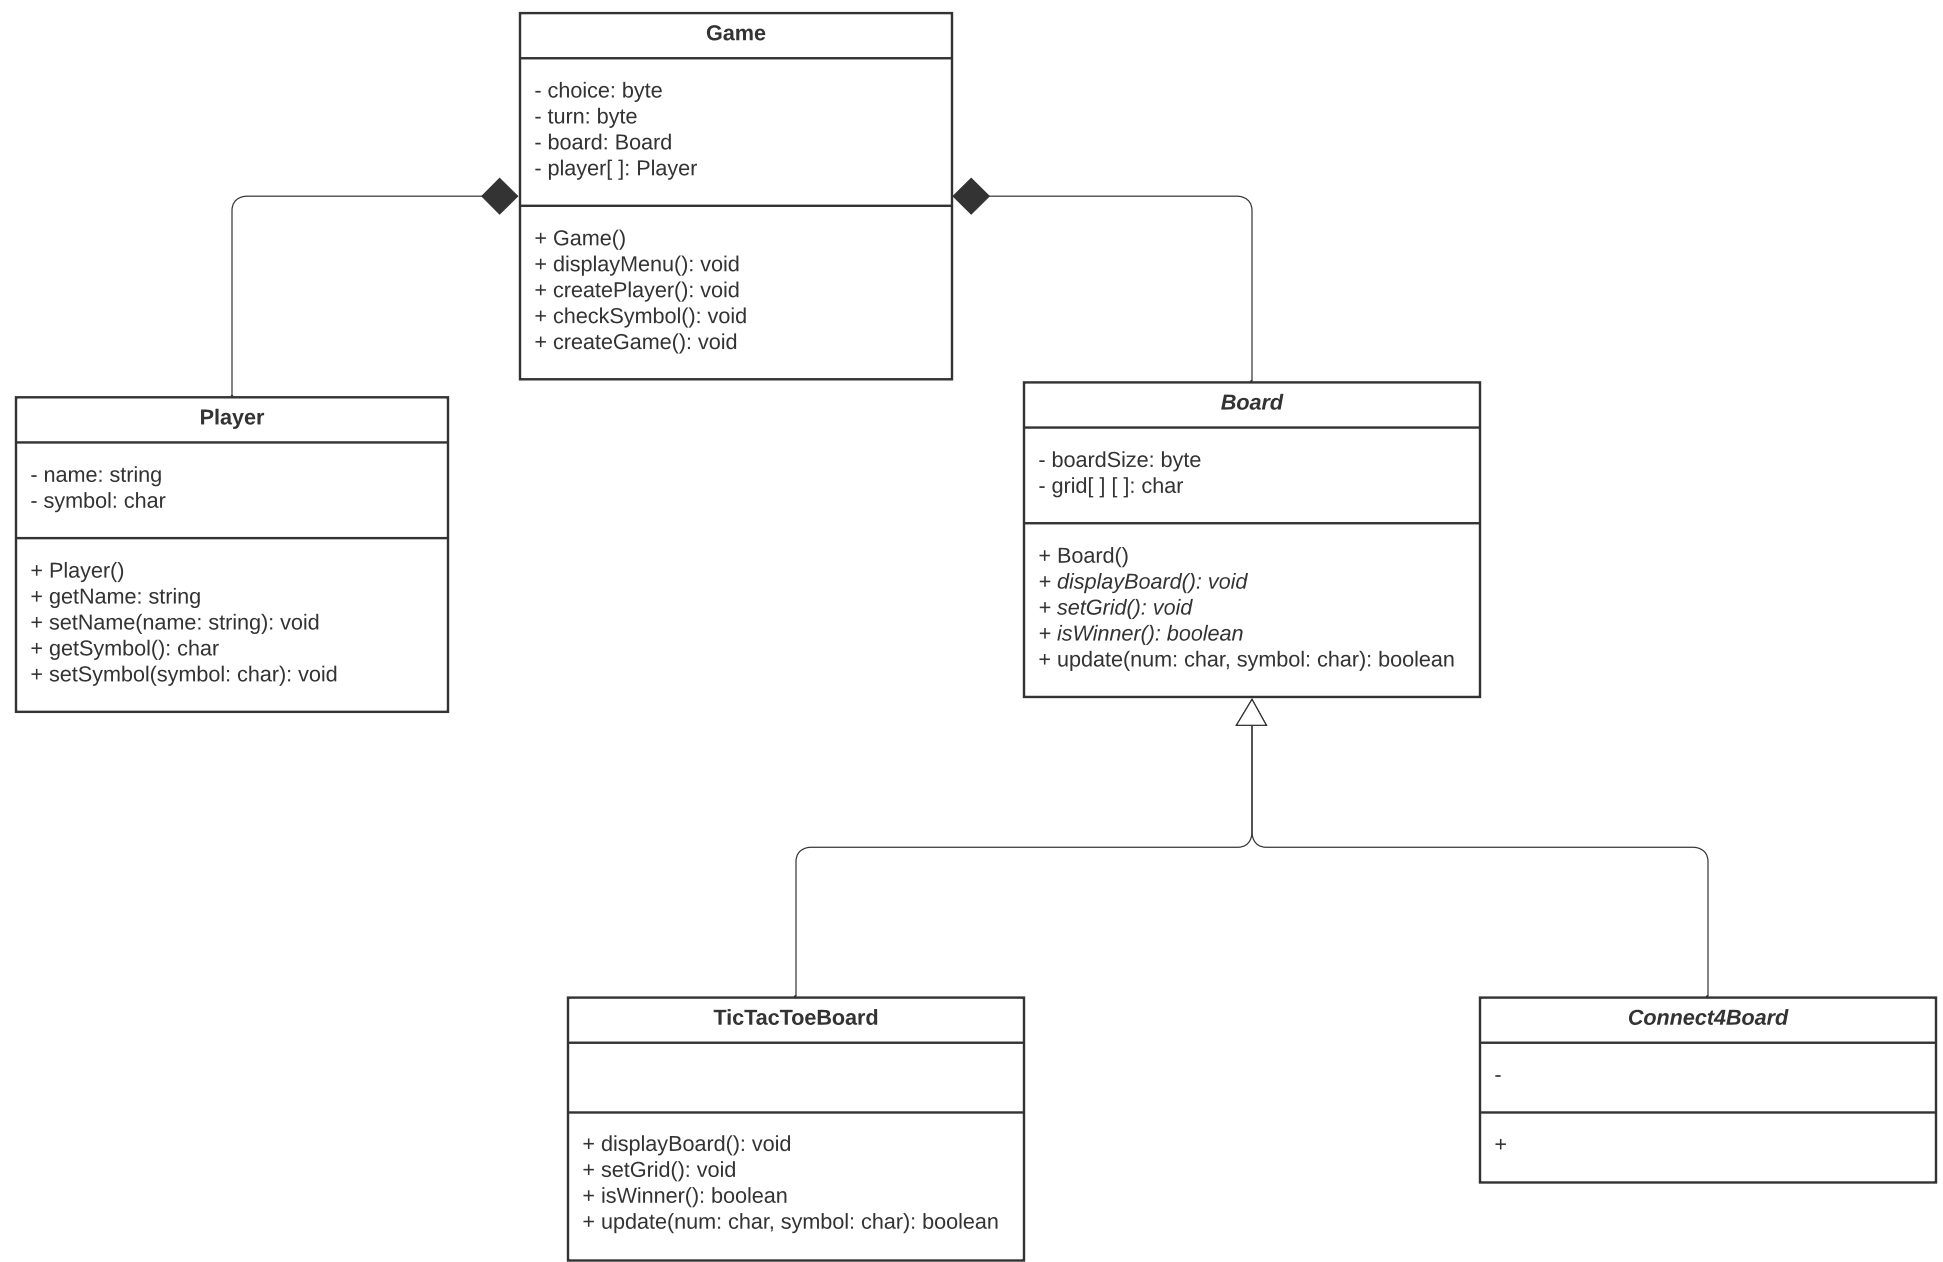 Game
- choice: byte
- turn: byte
- board: Board
- player[ ]: Player
+ Game()
+ displayMenu(): void
+ createPlayer(): void
+ checkSymbol(): void
+ createGame(): void
Player
- name: string
- symbol: char
+ Player()
+ getName: string
+ setName(name: string): void
+ getSymbol(): char
+ setSymbol(symbol: char): void
Board
- boardSize: byte
- grid[ ] [ ]: char
+ Board()
+ displayBoard(): void
+ setGrid(): void
+ isWinner(): boolean
+ update(num: char, symbol: char): boolean
TicTacToeBoard
+ displayBoard(): void
+ setGrid(): void
+ isWinner(): boolean
+ update(num: char, symbol: char): boolean
Connect4Board
-
+